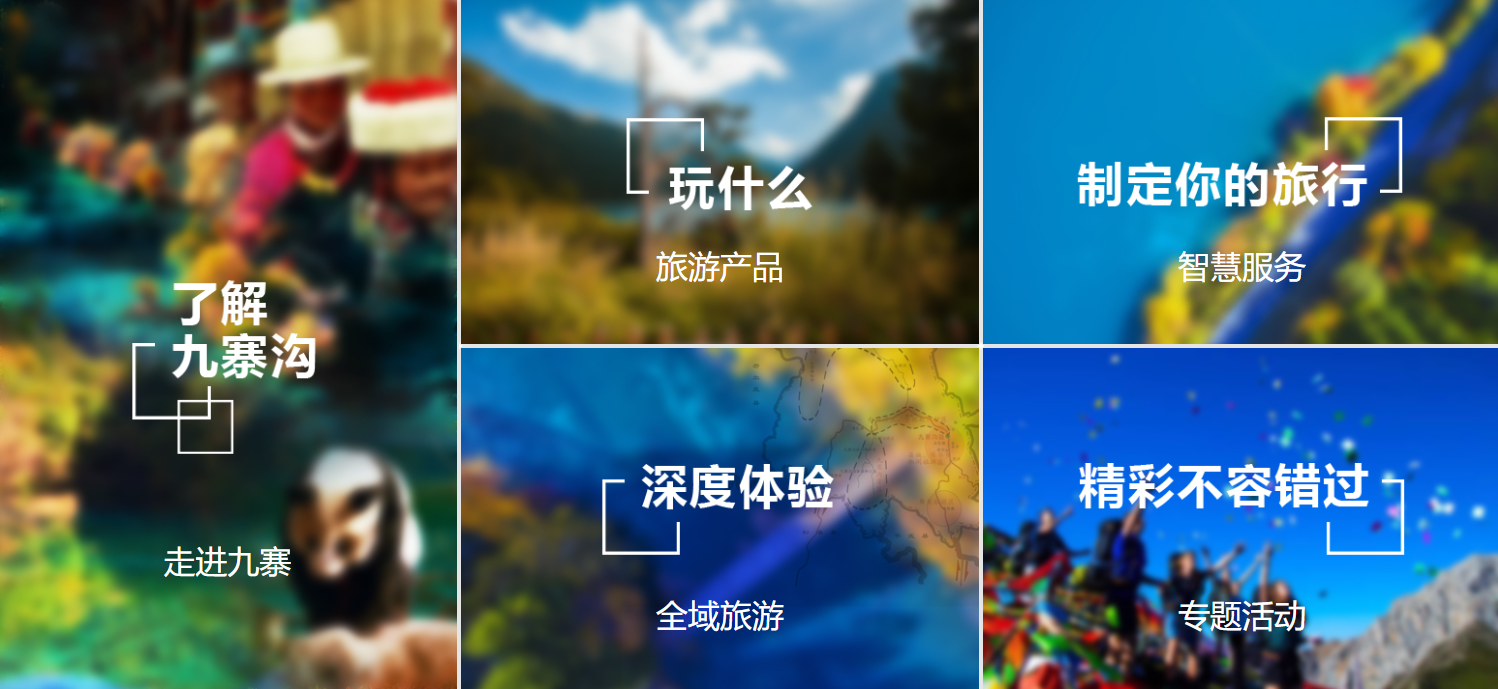 了解
九寨沟
走进九寨
玩什么
旅游产品
制定你的旅行
智慧服务
深度体验
全域旅游
精彩不容错过
专题活动